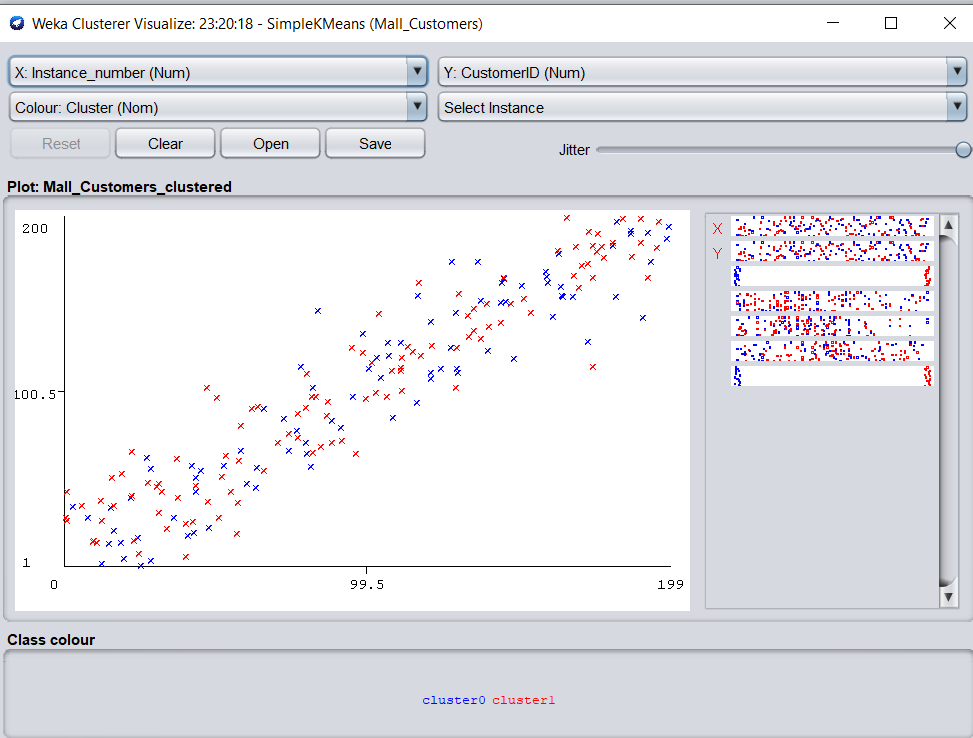 Weka Clusterer Visualize: 23:20:18 - SimpleKMeans (Mall_Customers)
X: Instance_number (Num)
Y: CustomerID (Num)
Colour: Cluster (Nom)
Select Instance
Reset
Clear
Open
Save
Jitter
Plot: Mall_Customers_clustered
200
100.5
1
0
99.5
199
X
Y
Class colour
cluster0 cluster1